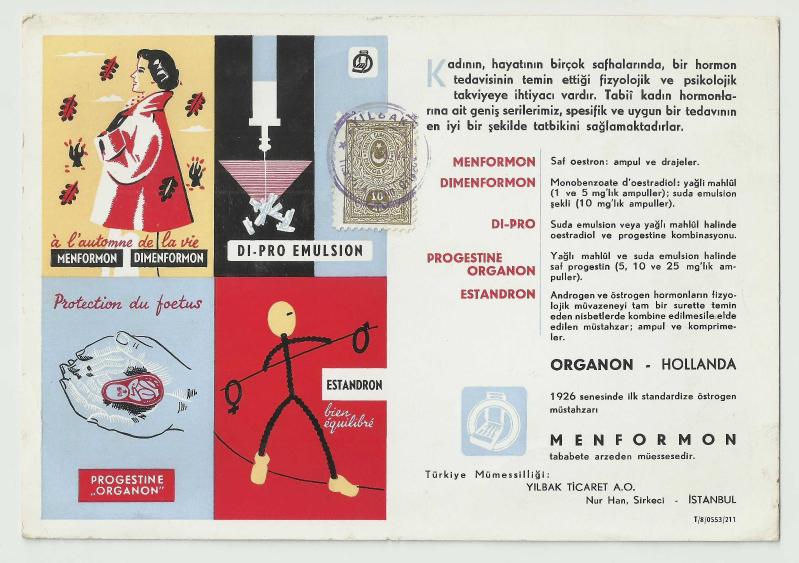 à l'automne de la vie
MENFORMON DIMENFORMON
DI-PRO EMULSION
Protection du foetus
PROGESTINE
„ORGANON"
ESTANDRON
bien
équilibré
YILBAK
10
Kadının, hayatının birçok safhalarında, bir hormon
tedavisinin temin ettiği fizyolojik ve psikolojik
takviyeye ihtiyacı vardır. Tabiî kadın hormonla-
rına ait geniş serilerimiz, spesifik ve uygun bir tedavinin
en iyi bir şekilde tatbikini sağlamaktadırlar.
MENFORMON Saf oestron: ampul ve drajeler.
DIMENFORMON Monobenzoate d'oestradiol: yağli mahlûl
(1 ve 5 mg'lık ampuller); suda emulsion
şekli (10 mg'lık ampuller).
DI-PRO Suda emulsion veya yağlı mahlûl halinde
oestradiol ve progestine kombinasyonu.
PROGESTINE
ORGANON
Yağlı mahlûl ve suda emulsion halinde
saf progestin (5, 10 ve 25 mg'lık am-
puller).
ESTANDRON Androgen ve östrogen hormonların fizyo-
lojik müvazeneyi tam bir surette temin
eden nisbetlerde kombine edilmesile:elde
edilen müstahzar; ampul ve komprime-
ler.
ORGANON - HOLLANDA
1926 senesinde ilk standardize östrogen
müstahzarı
MENFORMON
tababete arzeden müessesedir.
Türkiye Mümessilliği:
YILBAK TİCARET A.O.
Nur Han, Sirkeci - İSTANBUL
T/8/0553/211